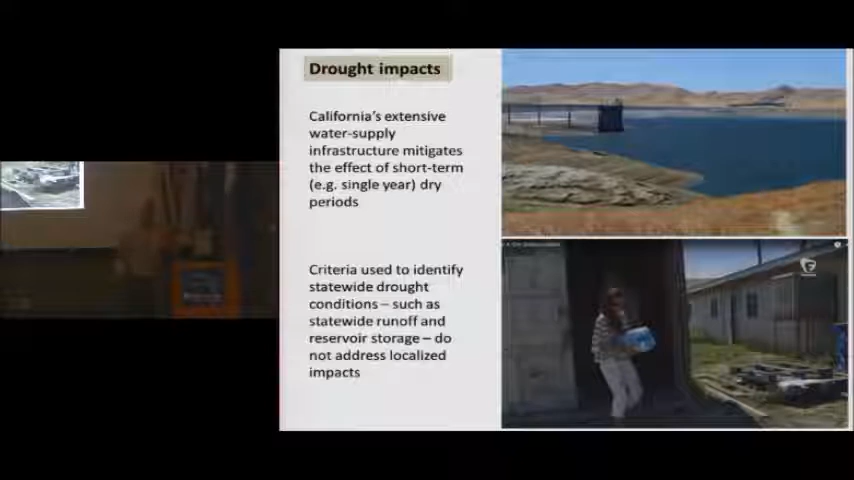 Drought impacts
California's extensive
water-supply
infrastructure mitigates
the effect of short-term
(e.g. single year) dry
periods
Criteria used to identify
statewide drought
conditions – such as
statewide runoff and
reservoir storage – do
not address localized
impacts